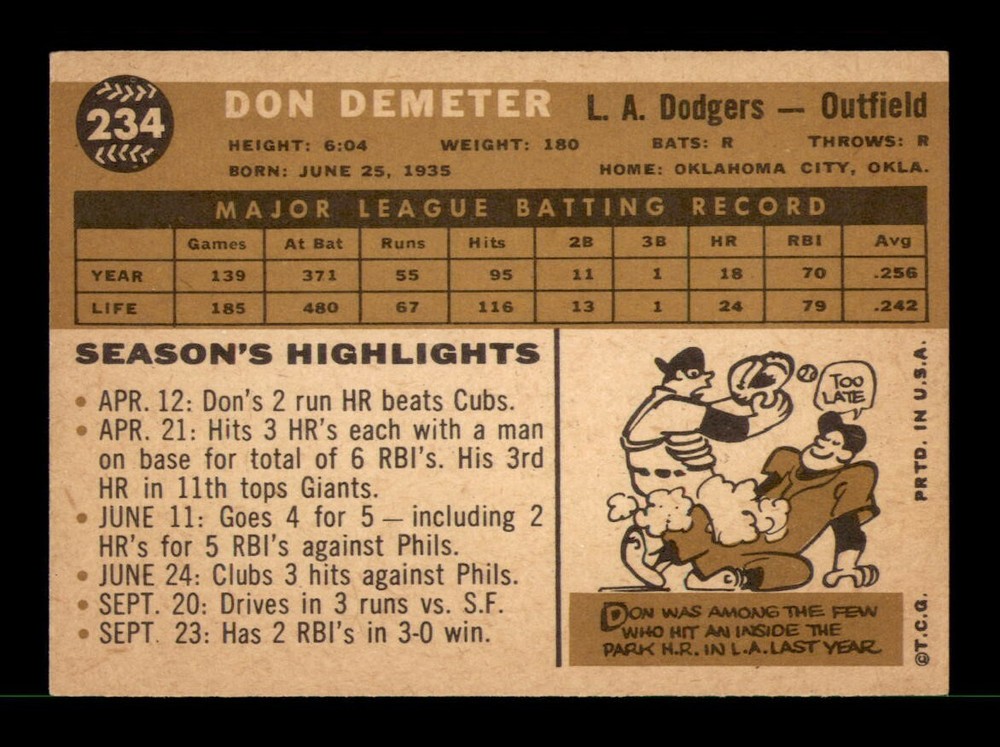 234
DON DEMETER L. A. Dodgers — Outfield
HEIGHT: 6:04 WEIGHT: 180 BATS: R THROWS: R
BORN: JUNE 25, 1935 HOME: OKLAHOMA CITY, OKLA.
MAJOR LEAGUE BATTING RECORD
Games At Bat Runs Hits 2B 3B HR RBI Avg
YEAR 139 371 55 95 11 1 18 70 .256
LIFE 185 480 67 116 13 1 24 79 .242
SEASON'S HIGHLIGHTS
• APR. 12: Don's 2 run HR beats Cubs.
• APR. 21: Hits 3 HR's each with a man
on base for total of 6 RBI's. His 3rd
HR in 11th tops Giants.
• JUNE 11: Goes 4 for 5 — including 2
HR's for 5 RBI's against Phils.
• JUNE 24: Clubs 3 hits against Phils.
• SEPT. 20: Drives in 3 runs vs. S.F.
• SEPT. 23: Has 2 RBI's in 3-0 win.
TOO
LATE
DON WAS AMONG THE FEW
WHO HIT AN INSIDE THE
PARK H.R. IN L.A. LAST YEAR
©T.C.G. PRTD. IN U.S.A.